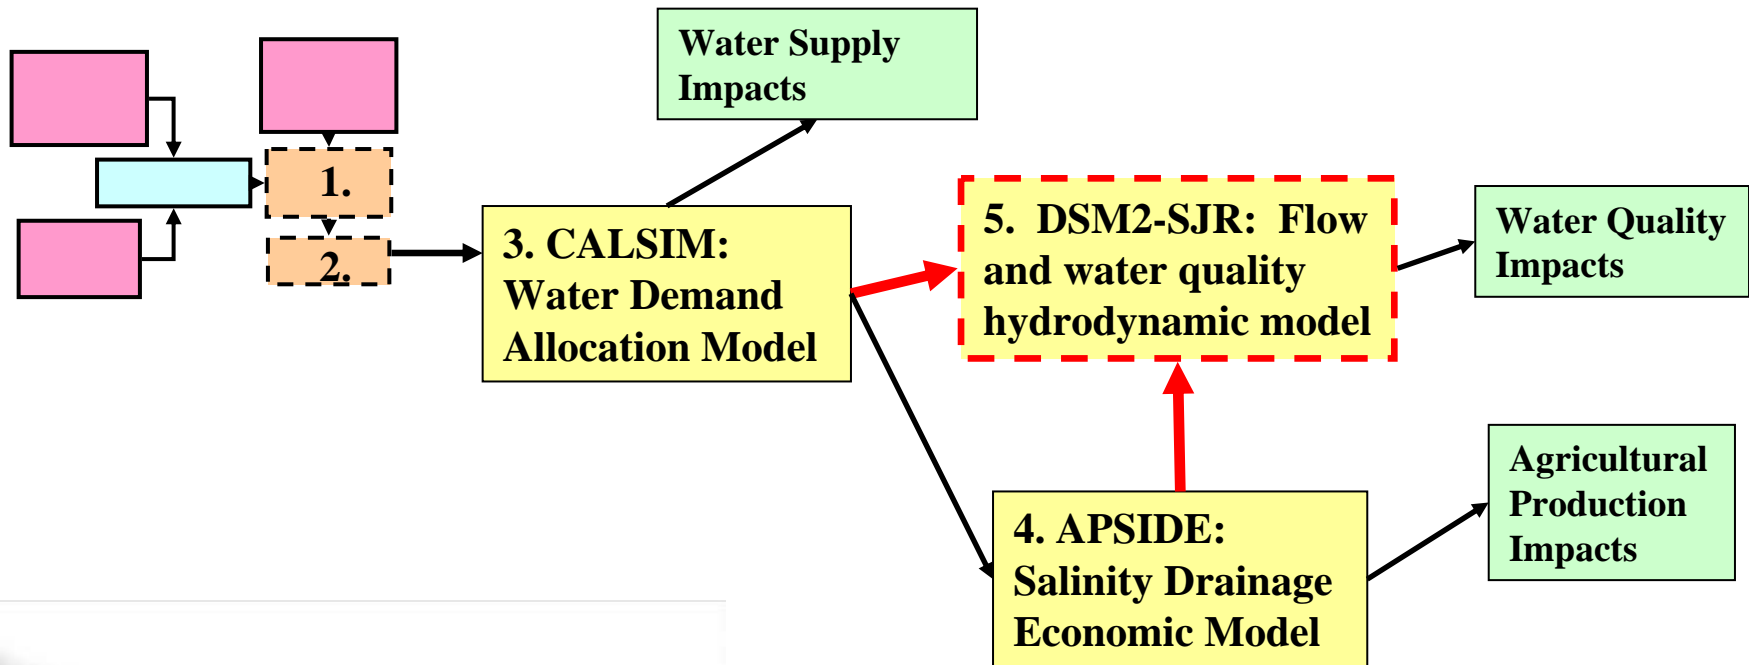 Water Supply
Impacts
1.
2.
3. CALSIM:
Water Demand
Allocation Model
5. DSM2-SJR: Flow
and water quality
hydrodynamic model
Water Quality
Impacts
4. APSIDE:
Salinity Drainage
Economic Model
Agricultural
Production
Impacts